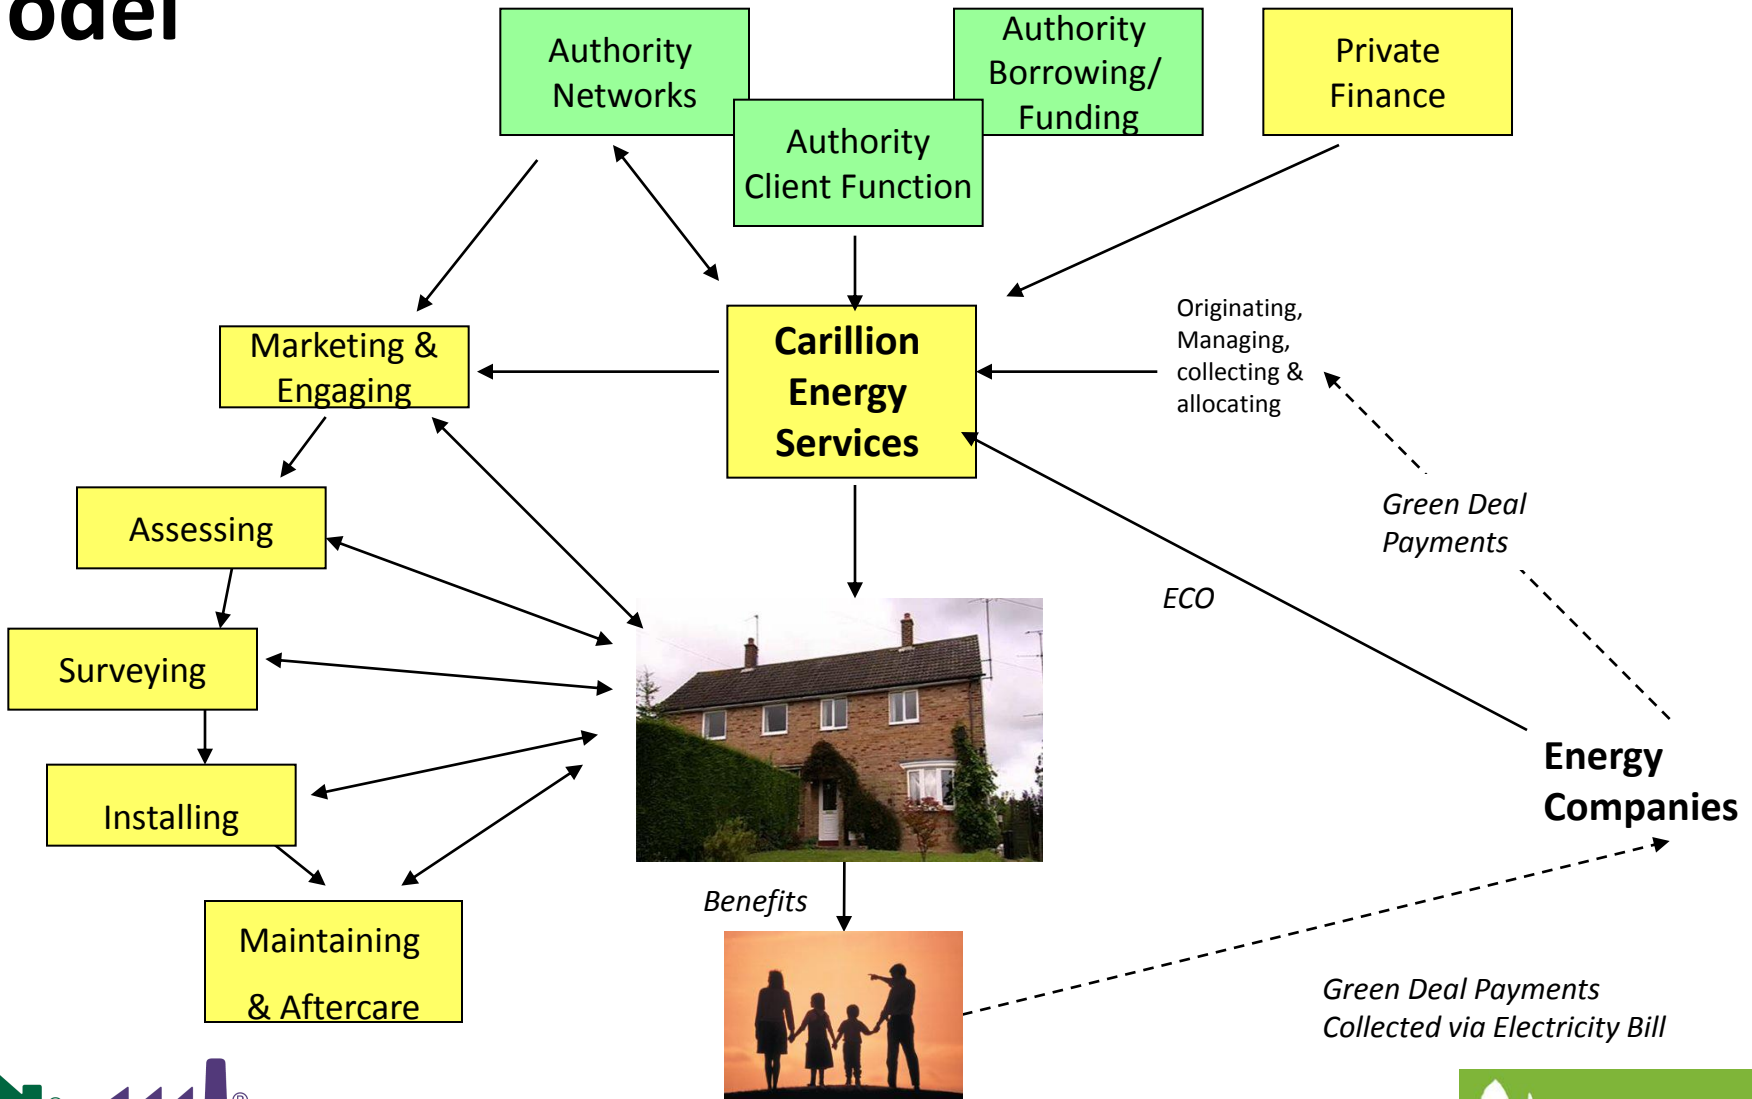 odel
Authority
Networks
Authority
Borrowing/
Funding
Private
Finance
Authority
Client Function
Marketing &
Engaging
Carillion
Energy
Services
Originating,
Managing,
collecting &
allocating
Assessing
Green Deal
Payments
ECO
Surveying
Energy
Companies
Installing
Benefits
Maintaining
& Aftercare
Green Deal Payments
Collected via Electricity Bill
®